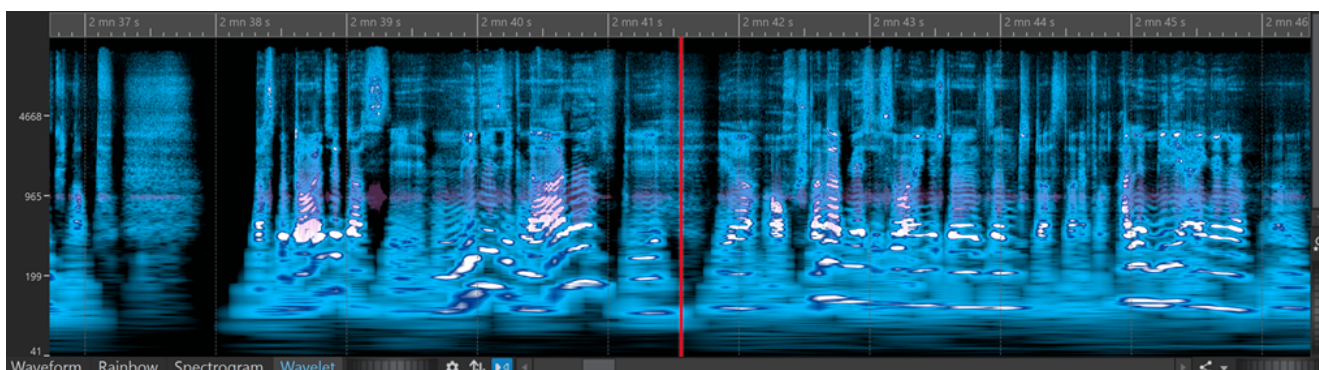 2 mn 37 s 2 mn 38 s 2 mn 39 s 2 mn 40 s 2 mn 41 s 2 mn 42 s 2 mn 43 s 2 mn 44 s 2 mn 45 s 2 mn 46
4668
965
199
41
Waveform Rainbow Spectrogram Wavelet